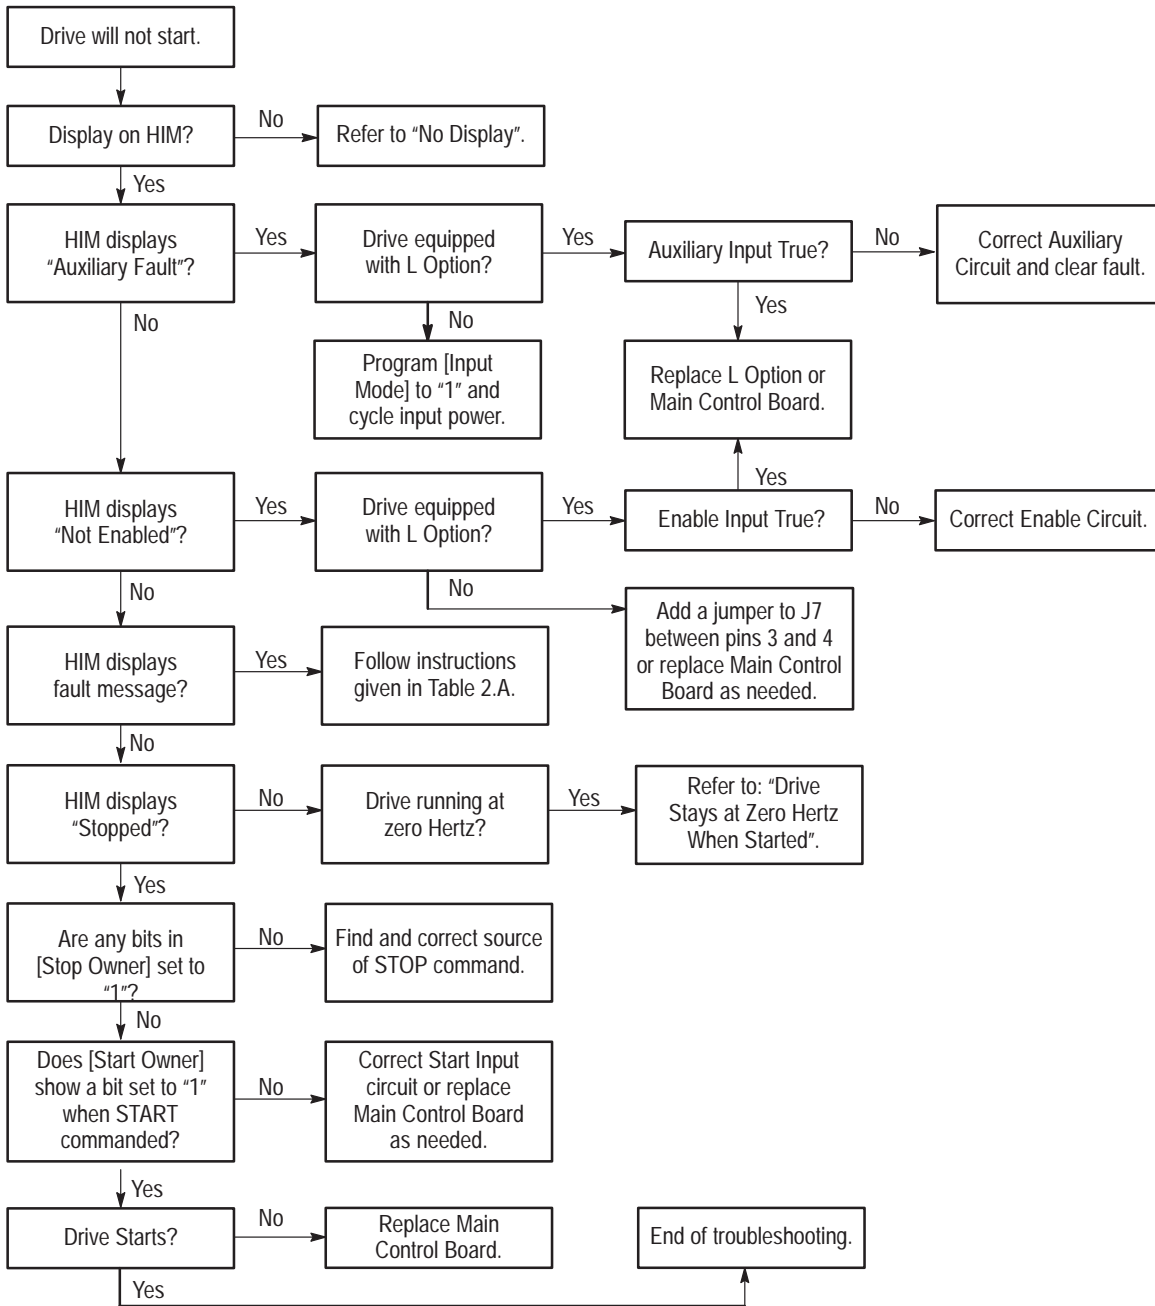 Drive will not start.
Display on HIM?
No
Refer to “No Display”.
Yes
HIM displays
“Auxiliary Fault”?
Yes
Drive equipped
with L Option?
Yes
Auxiliary Input True?
No
Correct Auxiliary
Circuit and clear fault.
No
No
Yes
Program [Input
Mode] to “1” and
cycle input power.
Replace L Option or
Main Control Board.
Yes
HIM displays
“Not Enabled”?
Yes
Drive equipped
with L Option?
Yes
Enable Input True?
No
Correct Enable Circuit.
No
No
Add a jumper to J7
between pins 3 and 4
or replace Main Control
Board as needed.
HIM displays
fault message?
Yes
Follow instructions
given in Table 2.A.
No
HIM displays
“Stopped”?
No
Drive running at
zero Hertz?
Yes
Refer to: “Drive
Stays at Zero Hertz
When Started”.
Yes
Are any bits in
[Stop Owner] set to
“1”?
No
Find and correct source
of STOP command.
No
Does [Start Owner]
show a bit set to “1”
when START
commanded?
No
Correct Start Input
circuit or replace
Main Control Board
as needed.
Yes
Drive Starts?
No
Replace Main
Control Board.
End of troubleshooting.
Yes